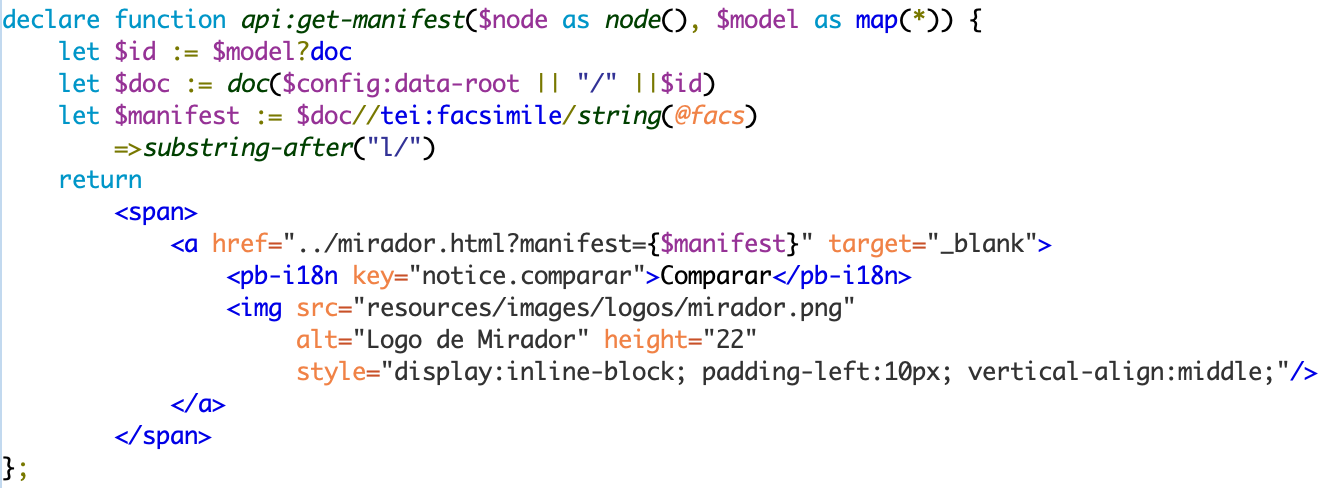 declare function api:get-manifest($node as node(), $model as map(*)) {
    let $id := $model?doc
    let $doc := doc($config:data-root || "/" ||$id)
    let $manifest := $doc//tei:facsimile/string(@facs)
        =>substring-after("l/")
    return
        <span>
            <a href="../mirador.html?manifest={$manifest}" target="_blank">
                <pb-i18n key="notice.comparar">Comparar</pb-i18n>
                <img src="resources/images/logos/mirador.png"
                     alt="Logo de Mirador" height="22"
                     style="display:inline-block; padding-left:10px; vertical-align:middle;"/>
            </a>
        </span>
};